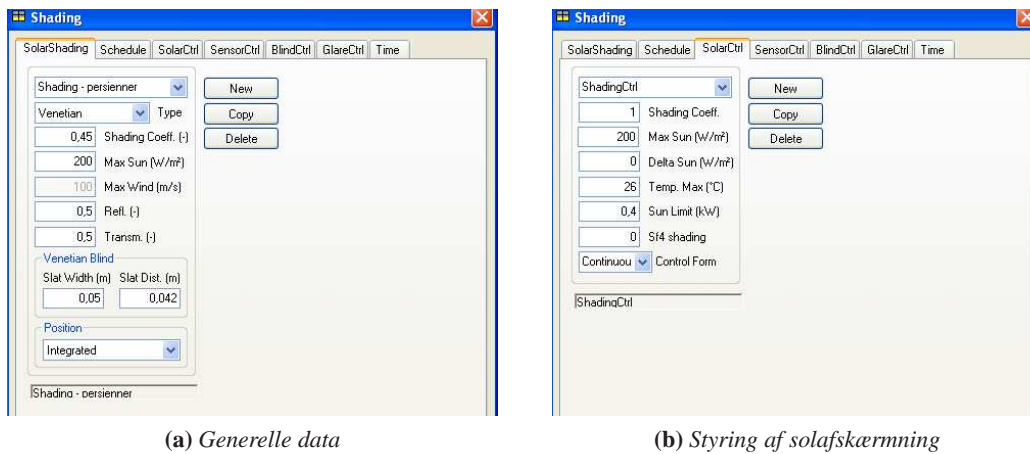 Shading
SolarShading Schedule SolarCtrl SensorCtrl BlindCtrl GlareCtrl Time
Shading - persienner New
Venetian Type Copy
0,45 Shading Coeff. (-) Delete
200 Max Sun (W/m²)
100 Max Wind (m/s)
0,5 Refl. (-)
0,5 Transm. (-)
Venetian Blind
Slat Width (m) Slat Dist. (m)
0,05 0,042
Position
Integrated
Shading - persienner
(a) Generelle data
Shading
SolarShading Schedule SolarCtrl SensorCtrl BlindCtrl GlareCtrl Time
ShadingCtrl New
1 Shading Coeff. Copy
200 Max Sun (W/m²) Delete
0 Delta Sun (W/m²)
26 Temp. Max (°C)
0,4 Sun Limit (kW)
0 Sf4 shading
Continuou Control Form
ShadingCtrl
(b) Styring af solafskærmning